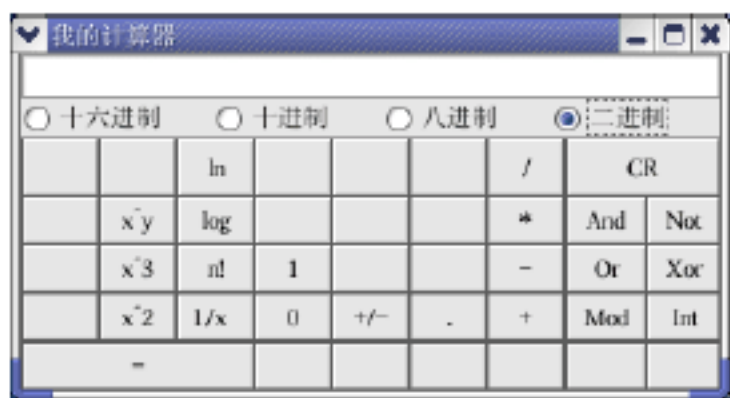 我的计算器
十六进制 十进制 八进制 二进制
ln / CR
x^y log * And Not
x^3 n! 1 - Or Xor
x^2 1/x 0 +/- . + Mod Int
=